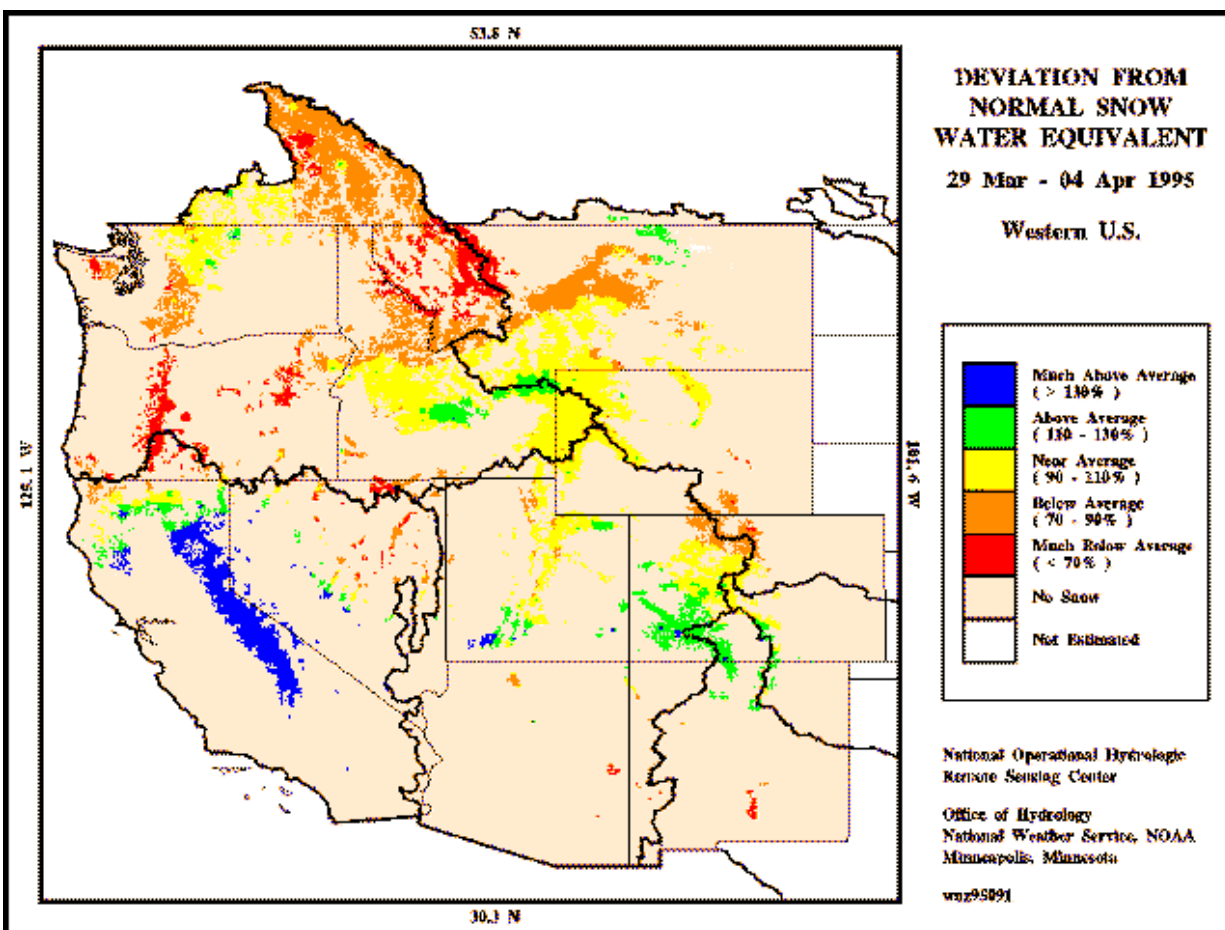 53.8 N
DEVIATION FROM
NORMAL SNOW
WATER EQUIVALENT
29 Mar - 04 Apr 1995
Western U.S.
125.1 W
101.6 W
30.3 N
Much Above Average
( > 130% )
Above Average
( 110 - 130% )
Near Average
( 90 - 110% )
Below Average
( 70 - 90% )
Much Below Average
( < 70% )
No Snow
Not Estimated
National Operational Hydrologic
Remote Sensing Center
Office of Hydrology
National Weather Service, NOAA
Minneapolis, Minnesota
wnz95091